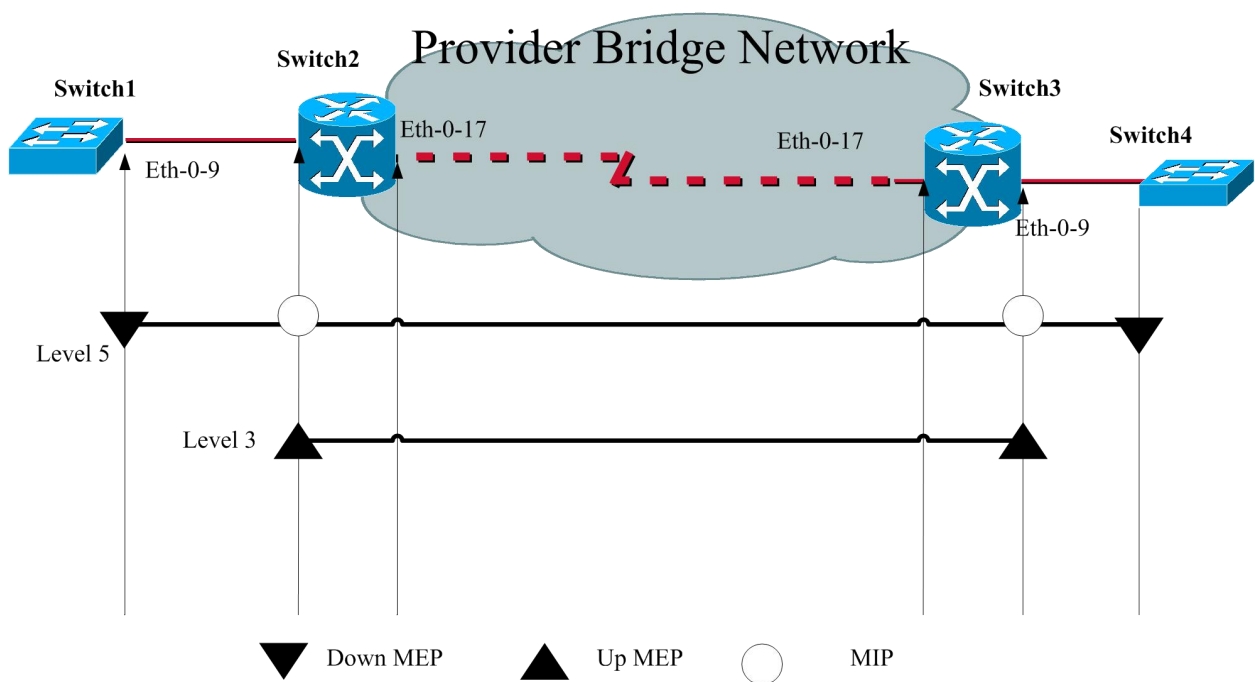 Provider Bridge Network
Switch2
Switch1
Switch3
Switch4
Eth-0-17
Eth-0-17
Eth-0-9
Eth-0-9
Level 5
Level 3
Down MEP
Up MEP
MIP